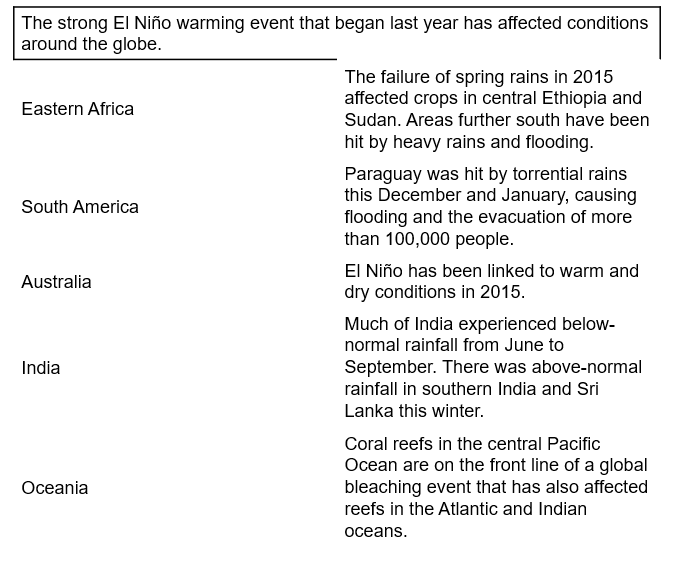 The strong El Niño warming event that began last year has affected conditions
around the globe.
Eastern Africa
The failure of spring rains in 2015
affected crops in central Ethiopia and
Sudan. Areas further south have been
hit by heavy rains and flooding.
South America
Paraguay was hit by torrential rains
this December and January, causing
flooding and the evacuation of more
than 100,000 people.
Australia
El Niño has been linked to warm and
dry conditions in 2015.
India
Much of India experienced below-
normal rainfall from June to
September. There was above-normal
rainfall in southern India and Sri
Lanka this winter.
Oceania
Coral reefs in the central Pacific
Ocean are on the front line of a global
bleaching event that has also affected
reefs in the Atlantic and Indian
oceans.